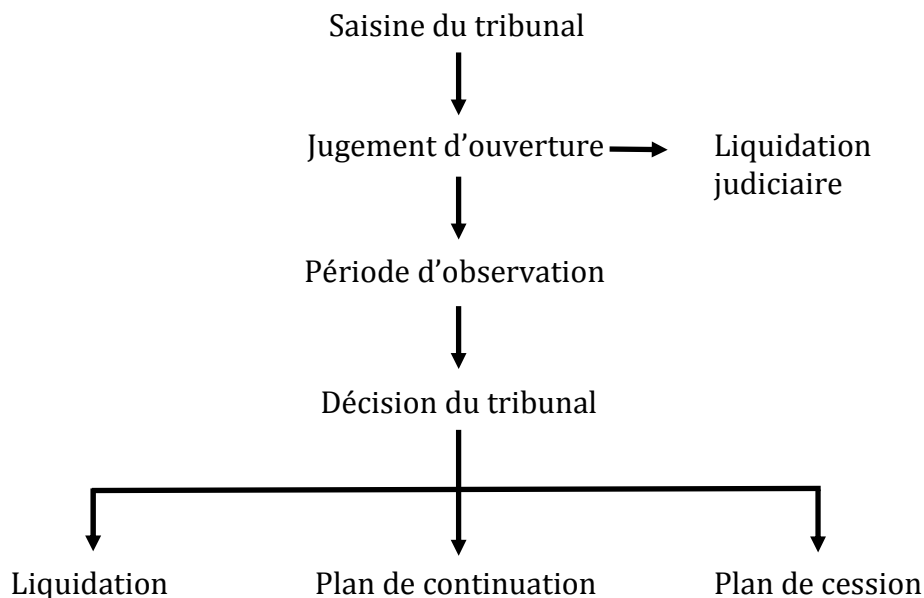 Saisine du tribunal
Jugement d’ouverture
Liquidation
judiciaire
Période d’observation
Décision du tribunal
Liquidation
Plan de continuation
Plan de cession